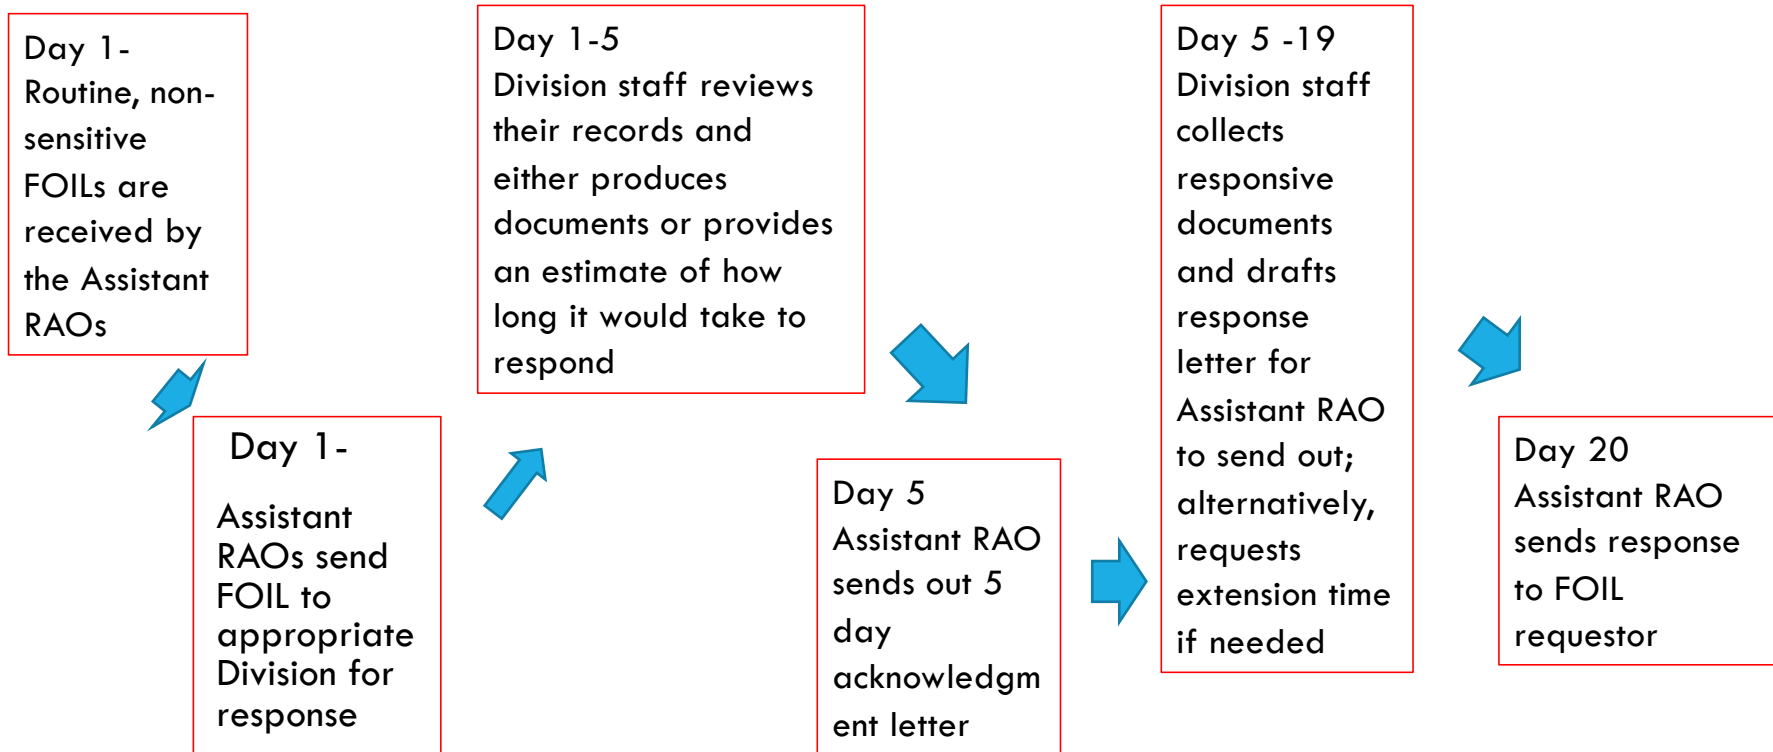 Day 1-
Routine, non-
sensitive
FOILs are
received by
the Assistant
RAOs
Day 1-
Assistant
RAOs send
FOIL to
appropriate
Division for
response
Day 1-5
Division staff reviews
their records and
either produces
documents or provides
an estimate of how
long it would take to
respond
Day 5
Assistant RAO
sends out 5
day
acknowledgm
ent letter
Day 5 -19
Division staff
collects
responsive
documents
and drafts
response
letter for
Assistant RAO
to send out;
alternatively,
requests
extension time
if needed
Day 20
Assistant RAO
sends response
to FOIL
requestor